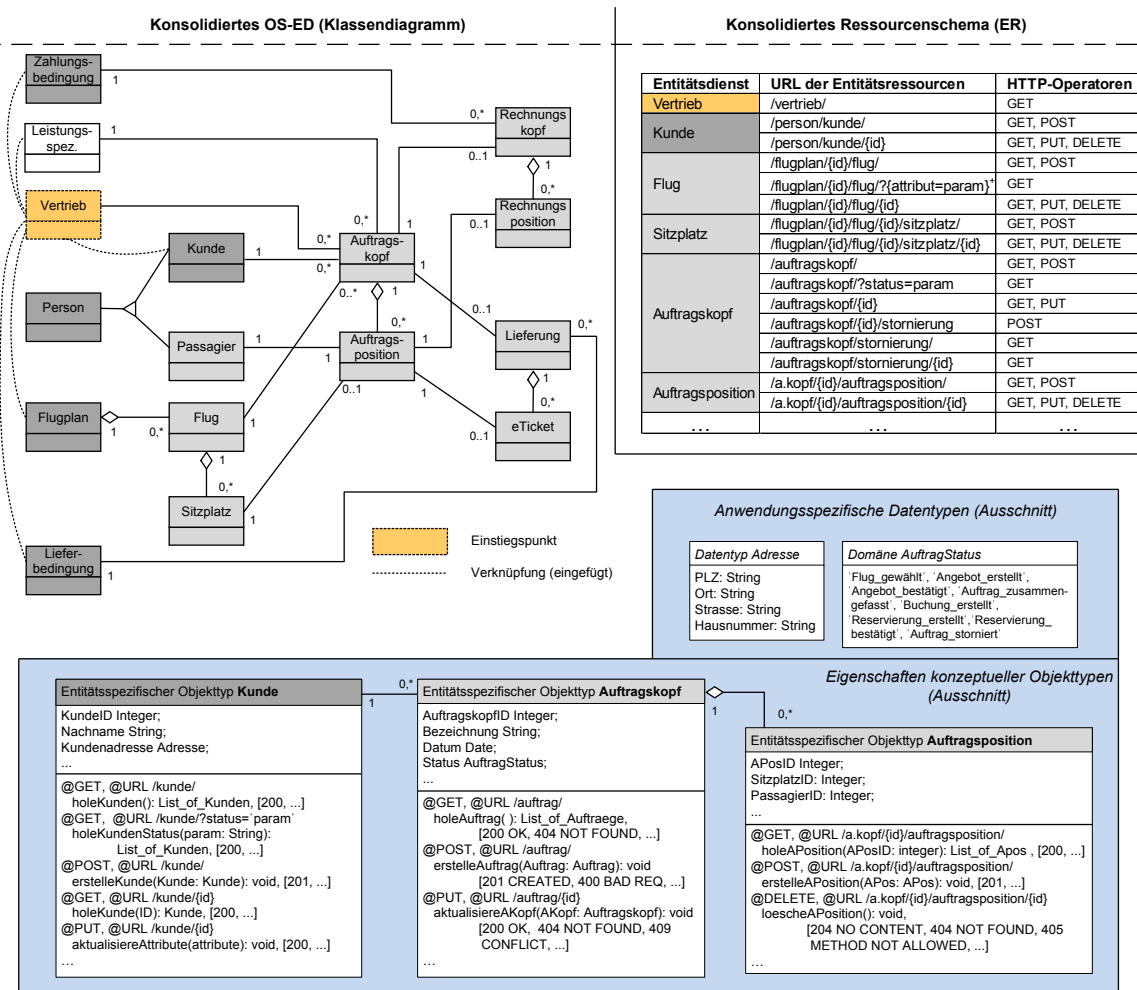 Konsolidiertes OS-ED (Klassendiagramm)
Zahlungs-
bedingung
1
Leistungs-
spez.
1
Vertrieb
1
Kunde
1
Person
Passagier
1
Flugplan
1
0,*
Flug
1
1
0,*
Sitzplatz
1
Liefer-
bedingung
1
0,*
0,*
0,*
Auftrags-
kopf
1
1
0..*
1
0,*
Auftrags-
position
1
1
1
0..1
0,*
Rechnungs
kopf
0..1
1
0,*
Rechnungs
position
0..1
0..1
Lieferung
0,*
1
0,*
eTicket
0..1
Einstiegspunkt
Verknüpfung (eingefügt)
Konsolidiertes Ressourcenschema (ER)
Entitätsdienst URL der Entitätsressourcen HTTP-Operatoren
Vertrieb /vertrieb/ GET
Kunde
/person/kunde/ GET, POST
/person/kunde/{id} GET, PUT, DELETE
Flug
/flugplan/{id}/flug/ GET, POST
/flugplan/{id}/flug/?{attribut=param}+ GET
/flugplan/{id}/flug/{id} GET, PUT, DELETE
Sitzplatz
/flugplan/{id}/flug/{id}/sitzplatz/ GET, POST
/flugplan/{id}/flug/{id}/sitzplatz/{id} GET, PUT, DELETE
Auftragskopf
/auftragskopf/ GET, POST
/auftragskopf/?status=param GET
/auftragskopf/{id} GET, PUT
/auftragskopf/{id}/stornierung POST
/auftragskopf/stornierung/ GET
/auftragskopf/stornierung/{id} GET
Auftragsposition
/a.kopf/{id}/auftragsposition/ GET, POST
/a.kopf/{id}/auftragsposition/{id} GET, PUT, DELETE
... ... ...
Anwendungsspezifische Datentypen (Ausschnitt)
Datentyp Adresse
PLZ: String
Ort: String
Strasse: String
Hausnummer: String
Domäne AuftragStatus
'Flug_gewählt', 'Angebot_erstellt',
'Angebot_bestätigt', 'Auftrag_zusammen-
gefasst', 'Buchung_erstellt',
'Reservierung_erstellt','Reservierung_
bestätigt', 'Auftrag_storniert'
Eigenschaften konzeptueller Objekttypen
(Ausschnitt)
Entitätsspezifischer Objekttyp Kunde
KundeID Integer;
Nachname String;
Kundenadresse Adresse;
...
@GET, @URL /kunde/
holeKunden(): List_of_Kunden, [200, ...]
@GET, @URL /kunde/?status='param'
holeKundenStatus(param: String):
List_of_Kunden, [200, ...]
@POST, @URL /kunde/
erstelleKunde(Kunde: Kunde): void, [201, ...]
@GET, @URL /kunde/{id}
holeKunde(ID): Kunde, [200, ...]
@PUT, @URL /kunde/{id}
aktualisiereAttribute(attribute): void, [200, ...]
...
1
0,*
Entitätsspezifischer Objekttyp Auftragskopf
AuftragskopfID Integer;
Bezeichnung String;
Datum Date;
Status AuftragStatus;
...
@GET, @URL /auftrag/
holeAuftrag( ): List_of_Auftraege,
[200 OK, 404 NOT FOUND, ...]
@POST, @URL /auftrag/
erstelleAuftrag(Auftrag: Auftrag): void
[201 CREATED, 400 BAD REQ, ...]
@PUT, @URL /auftrag/{id}
aktualisiereAKopf(AKopf: Auftragskopf): void
[200 OK, 404 NOT FOUND, 409
CONFLICT, ...]
...
1
0,*
Entitätsspezifischer Objekttyp Auftragsposition
APosID Integer;
SitzplatzID: Integer;
PassagierID: Integer;
...
@GET, @URL /a.kopf/{id}/auftragsposition/
holeAPosition(APosID: integer): List_of_Apos , [200, ...]
@POST, @URL /a.kopf/{id}/auftragsposition/
erstelleAPosition(APos: APos): void, [201, ...]
@DELETE, @URL /a.kopf/{id}/auftragsposition/{id}
loescheAPosition(): void,
[204 NO CONTENT, 404 NOT FOUND, 405
METHOD NOT ALLOWED, ...]
...